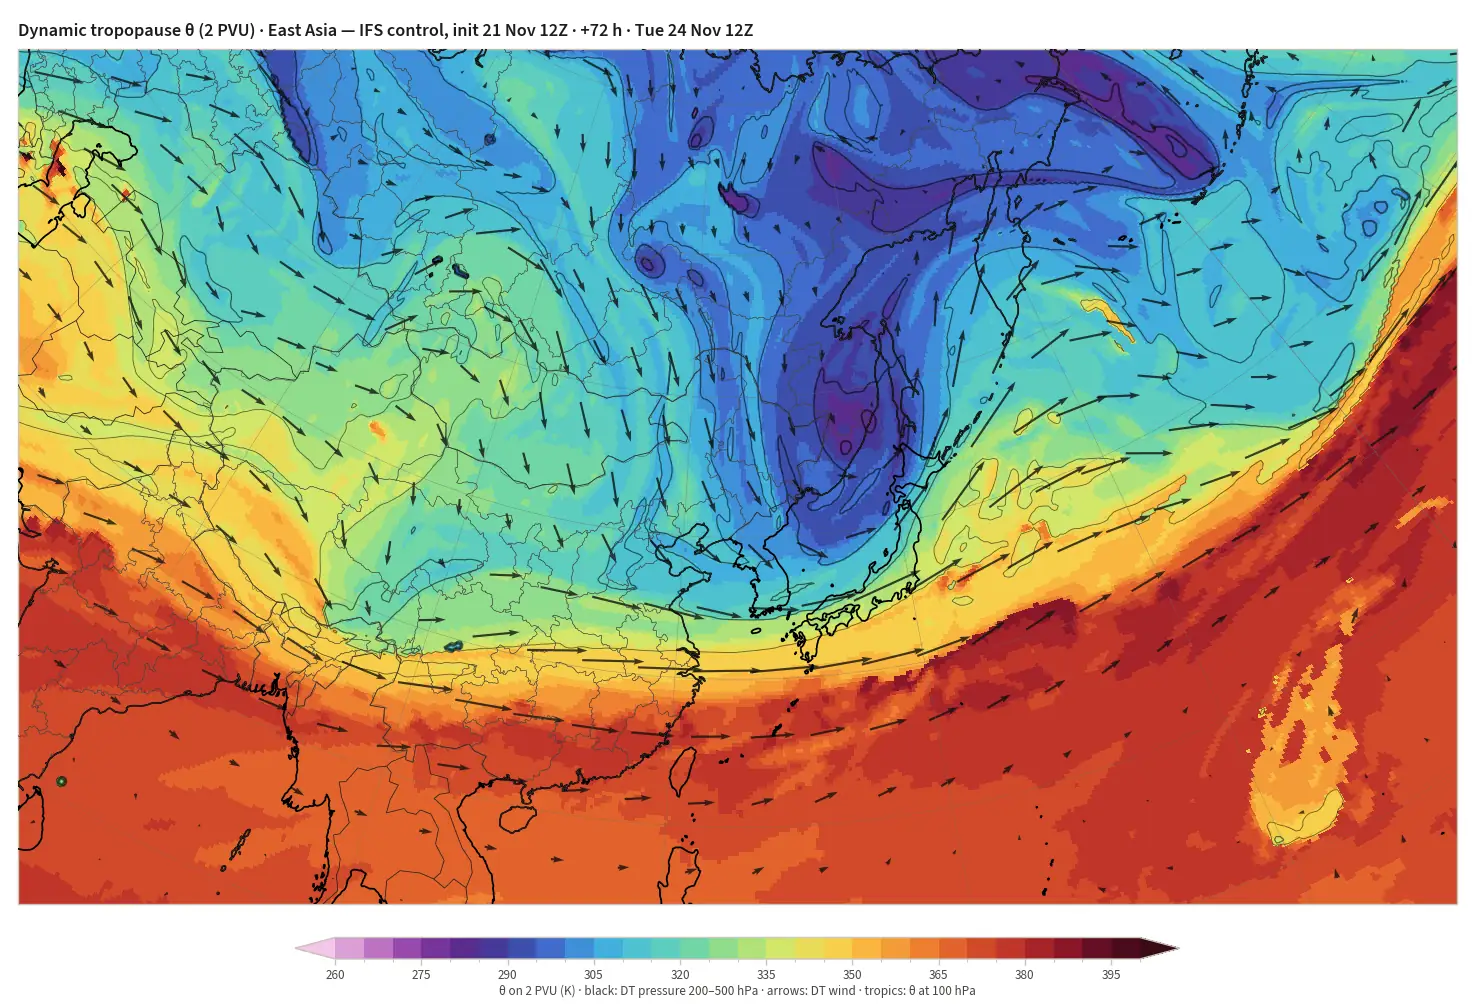 Dynamic tropopause θ (2 PVU) · East Asia — IFS control, init 21 Nov 12Z · +72 h · Tue 24 Nov 12Z
260 275 290 305 320 335 350 365 380 395
θ on 2 PVU (K) · black: DT pressure 200–500 hPa · arrows: DT wind · tropics: θ at 100 hPa